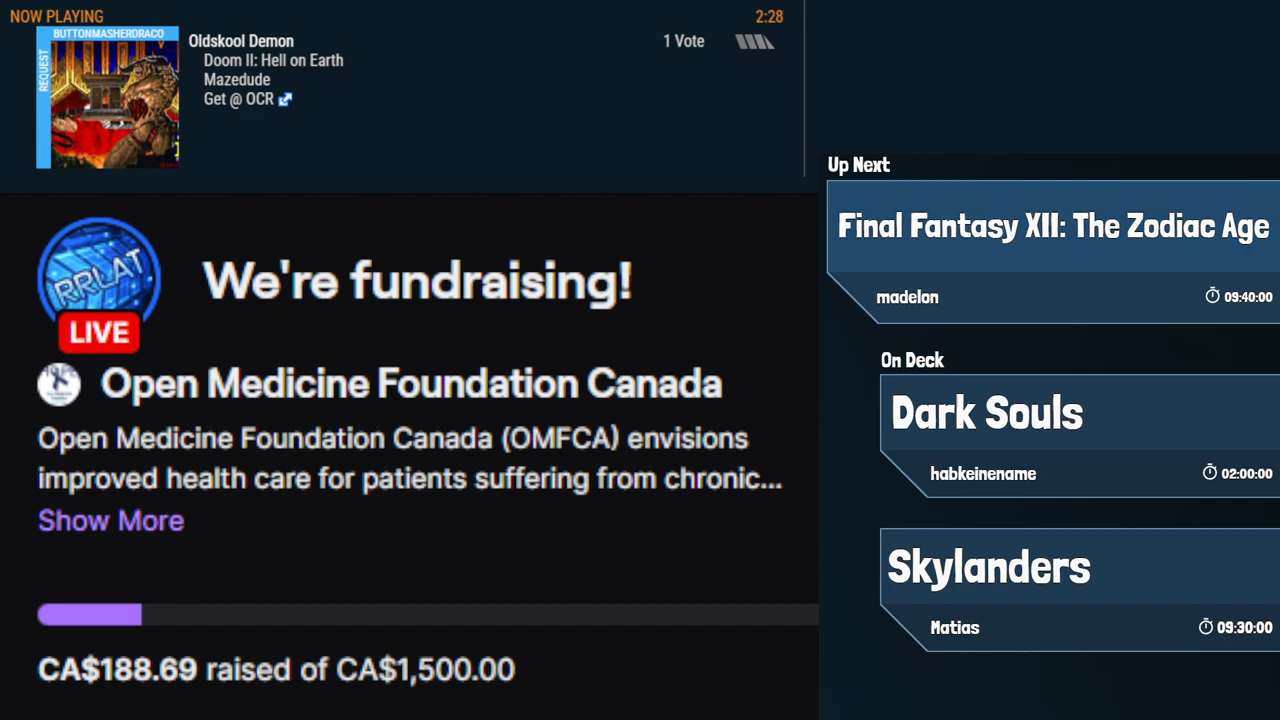 NOW PLAYING
2:28
BUTTONMASHERDRACO
REQUEST
Oldskool Demon
1 Vote
Doom II: Hell on Earth
Mazedude
Get @ OCR
RRLAT
LIVE
We're fundraising!
Open Medicine Foundation Canada
Open Medicine Foundation Canada (OMFCA) envisions
improved health care for patients suffering from chronic...
Show More
CA$188.69 raised of CA$1,500.00
Up Next
Final Fantasy XII: The Zodiac Age
madelon
09:40:00
On Deck
Dark Souls
habkeinename
02:00:00
Skylanders
Matias
09:30:00